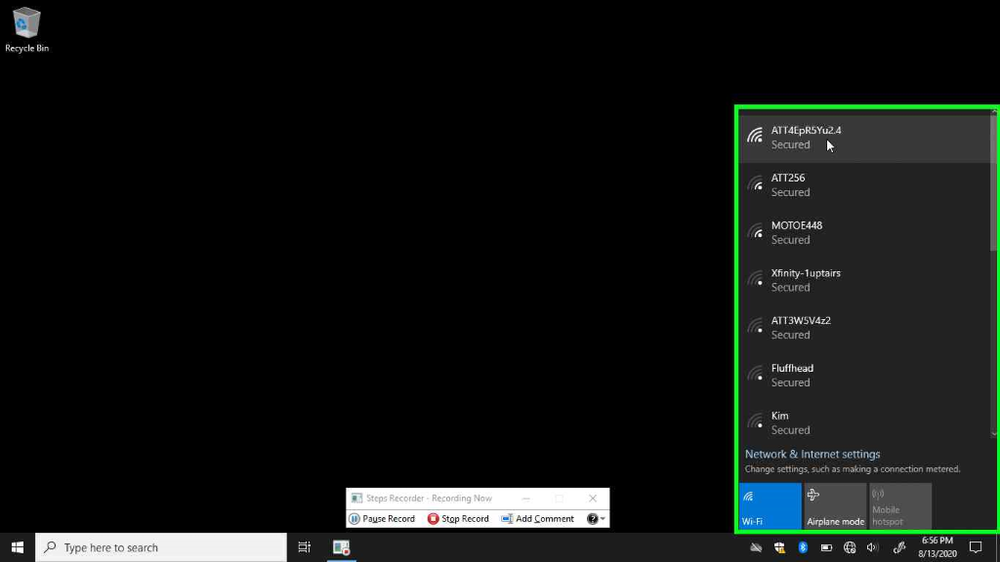 Recycle Bin
ATT4EpR5Yu2.4
Secured
ATT256
Secured
MOTOE448
Secured
Xfinity-1uptairs
Secured
ATT3W5V4z2
Secured
Fluffhead
Secured
Kim
Secured
Network & Internet settings
Change settings, such as making a connection metered.
Wi-Fi
Airplane mode
Mobile
hotspot
Steps Recorder - Recording Now
Pause Record Stop Record Add Comment
Type here to search
6:56 PM
8/13/2020